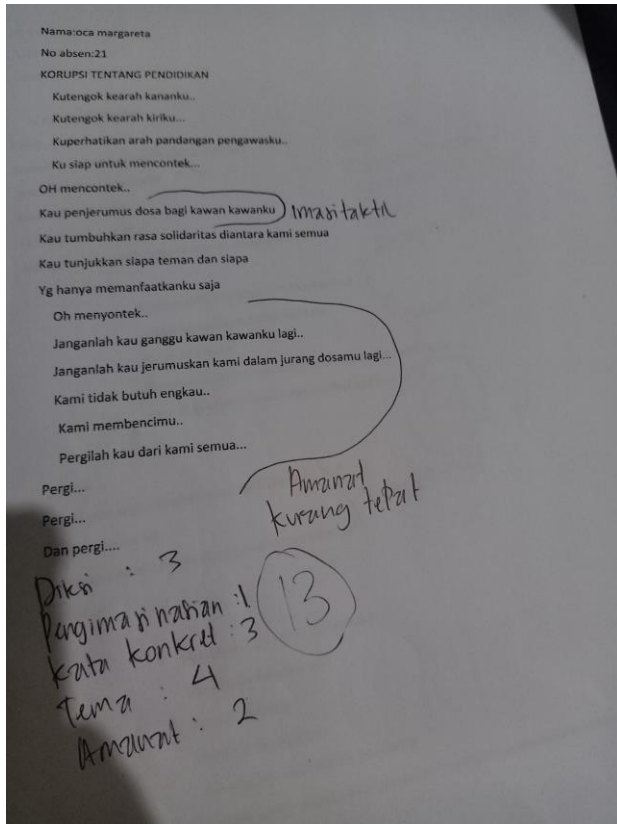 Nama:oca margareta
No absen:21
KORUPSI TENTANG PENDIDIKAN
Kutengok kearah kananku..
Kutengok kearah kiriku...
Kuperhatikan arah pandangan pengawasku..
Ku siap untuk mencontek...
OH mencontek..
Kau penjerumus dosa bagi kawan kawanku
Imasi taktil
Kau tumbuhkan rasa solidaritas diantara kami semua
Kau tunjukkan siapa teman dan siapa
Yg hanya memanfaatkanku saja
Oh menyontek..
Janganlah kau ganggu kawan kawanku lagi..
Janganlah kau jerumuskan kami dalam jurang dosamu lagi...
Kami tidak butuh engkau..
Kami membencimu..
Pergilah kau dari kami semua...
Pergi...
Amanat
kurang tepat
Pergi...
Dan pergi....
Diksi : 3
Pengimajinasian : 1
13
kata konkret : 3
Tema : 4
Amanat : 2